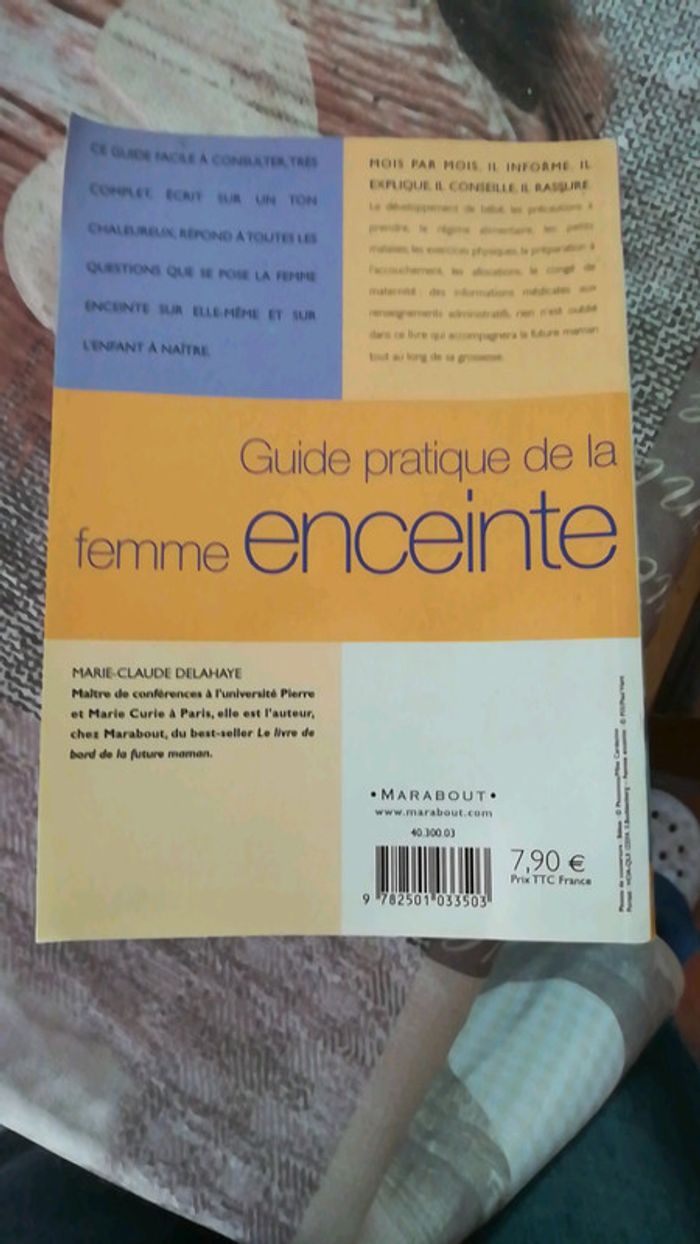 CE GUIDE FACILE À CONSULTER, TRÈS
COMPLET, ÉCRIT SUR UN TON
CHALEUREUX, RÉPOND À TOUTES LES
QUESTIONS QUE SE POSE LA FEMME
ENCEINTE SUR ELLE-MÊME ET SUR
L'ENFANT À NAÎTRE.
MOIS PAR MOIS, IL INFORME, IL
EXPLIQUE, IL CONSEILLE, IL RASSURE.
Le développement de bébé, les précautions à
prendre, le régime alimentaire, les petits
malaises, les exercices physiques, la préparation à
l'accouchement, les allocations, le congé de
maternité : des informations médicales aux
renseignements administratifs, rien n'est oublié
dans ce livre qui accompagnera la future maman
tout au long de sa grossesse.
Guide pratique de la
femme enceinte
MARIE-CLAUDE DELAHAYE
Maître de conférences à l'université Pierre
et Marie Curie à Paris, elle est l'auteur,
chez Marabout, du best-seller Le livre de
bord de la future maman.
• MARABOUT •
www.marabout.com
40.300.03
9 782501 033503
7,90 €
Prix TTC France